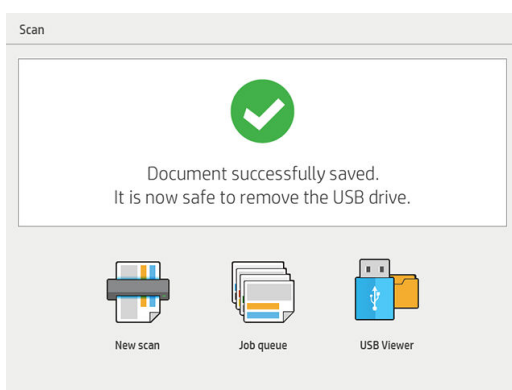 Scan
Document successfully saved.
It is now safe to remove the USB drive.
New scan
Job queue
USB Viewer